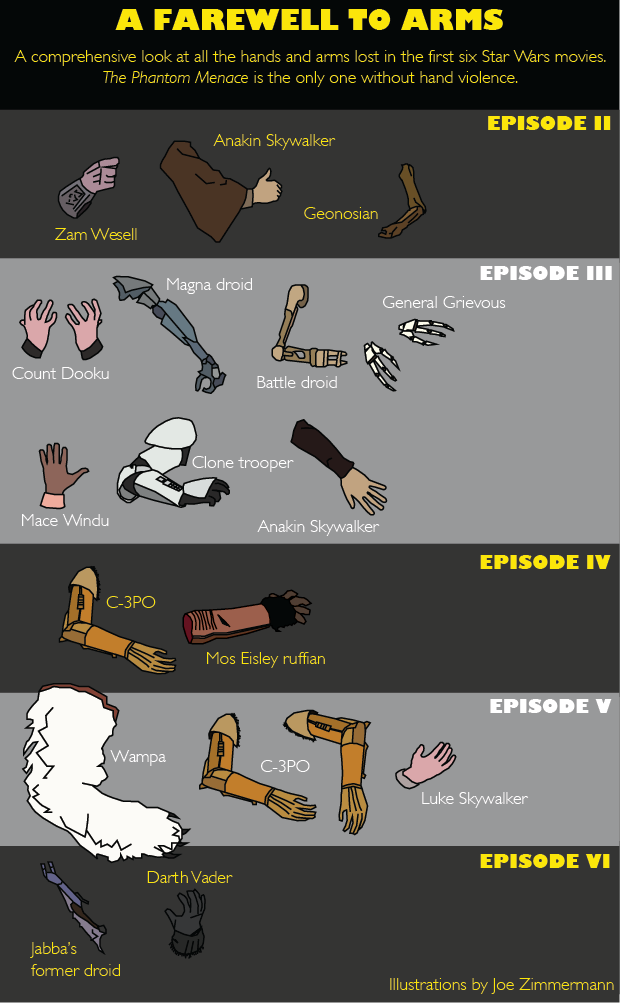 A FAREWELL TO ARMS
A comprehensive look at all the hands and arms lost in the first six Star Wars movies.
The Phantom Menace is the only one without hand violence.
EPISODE II
Anakin Skywalker
Geonosian
Zam Wesell
EPISODE III
Magna droid
General Grievous
Count Dooku
Battle droid
Clone trooper
Mace Windu
Anakin Skywalker
EPISODE IV
C-3PO
Mos Eisley ruffian
EPISODE V
Wampa
C-3PO
Luke Skywalker
EPISODE VI
Darth Vader
Jabba's
former droid
Illustrations by Joe Zimmermann